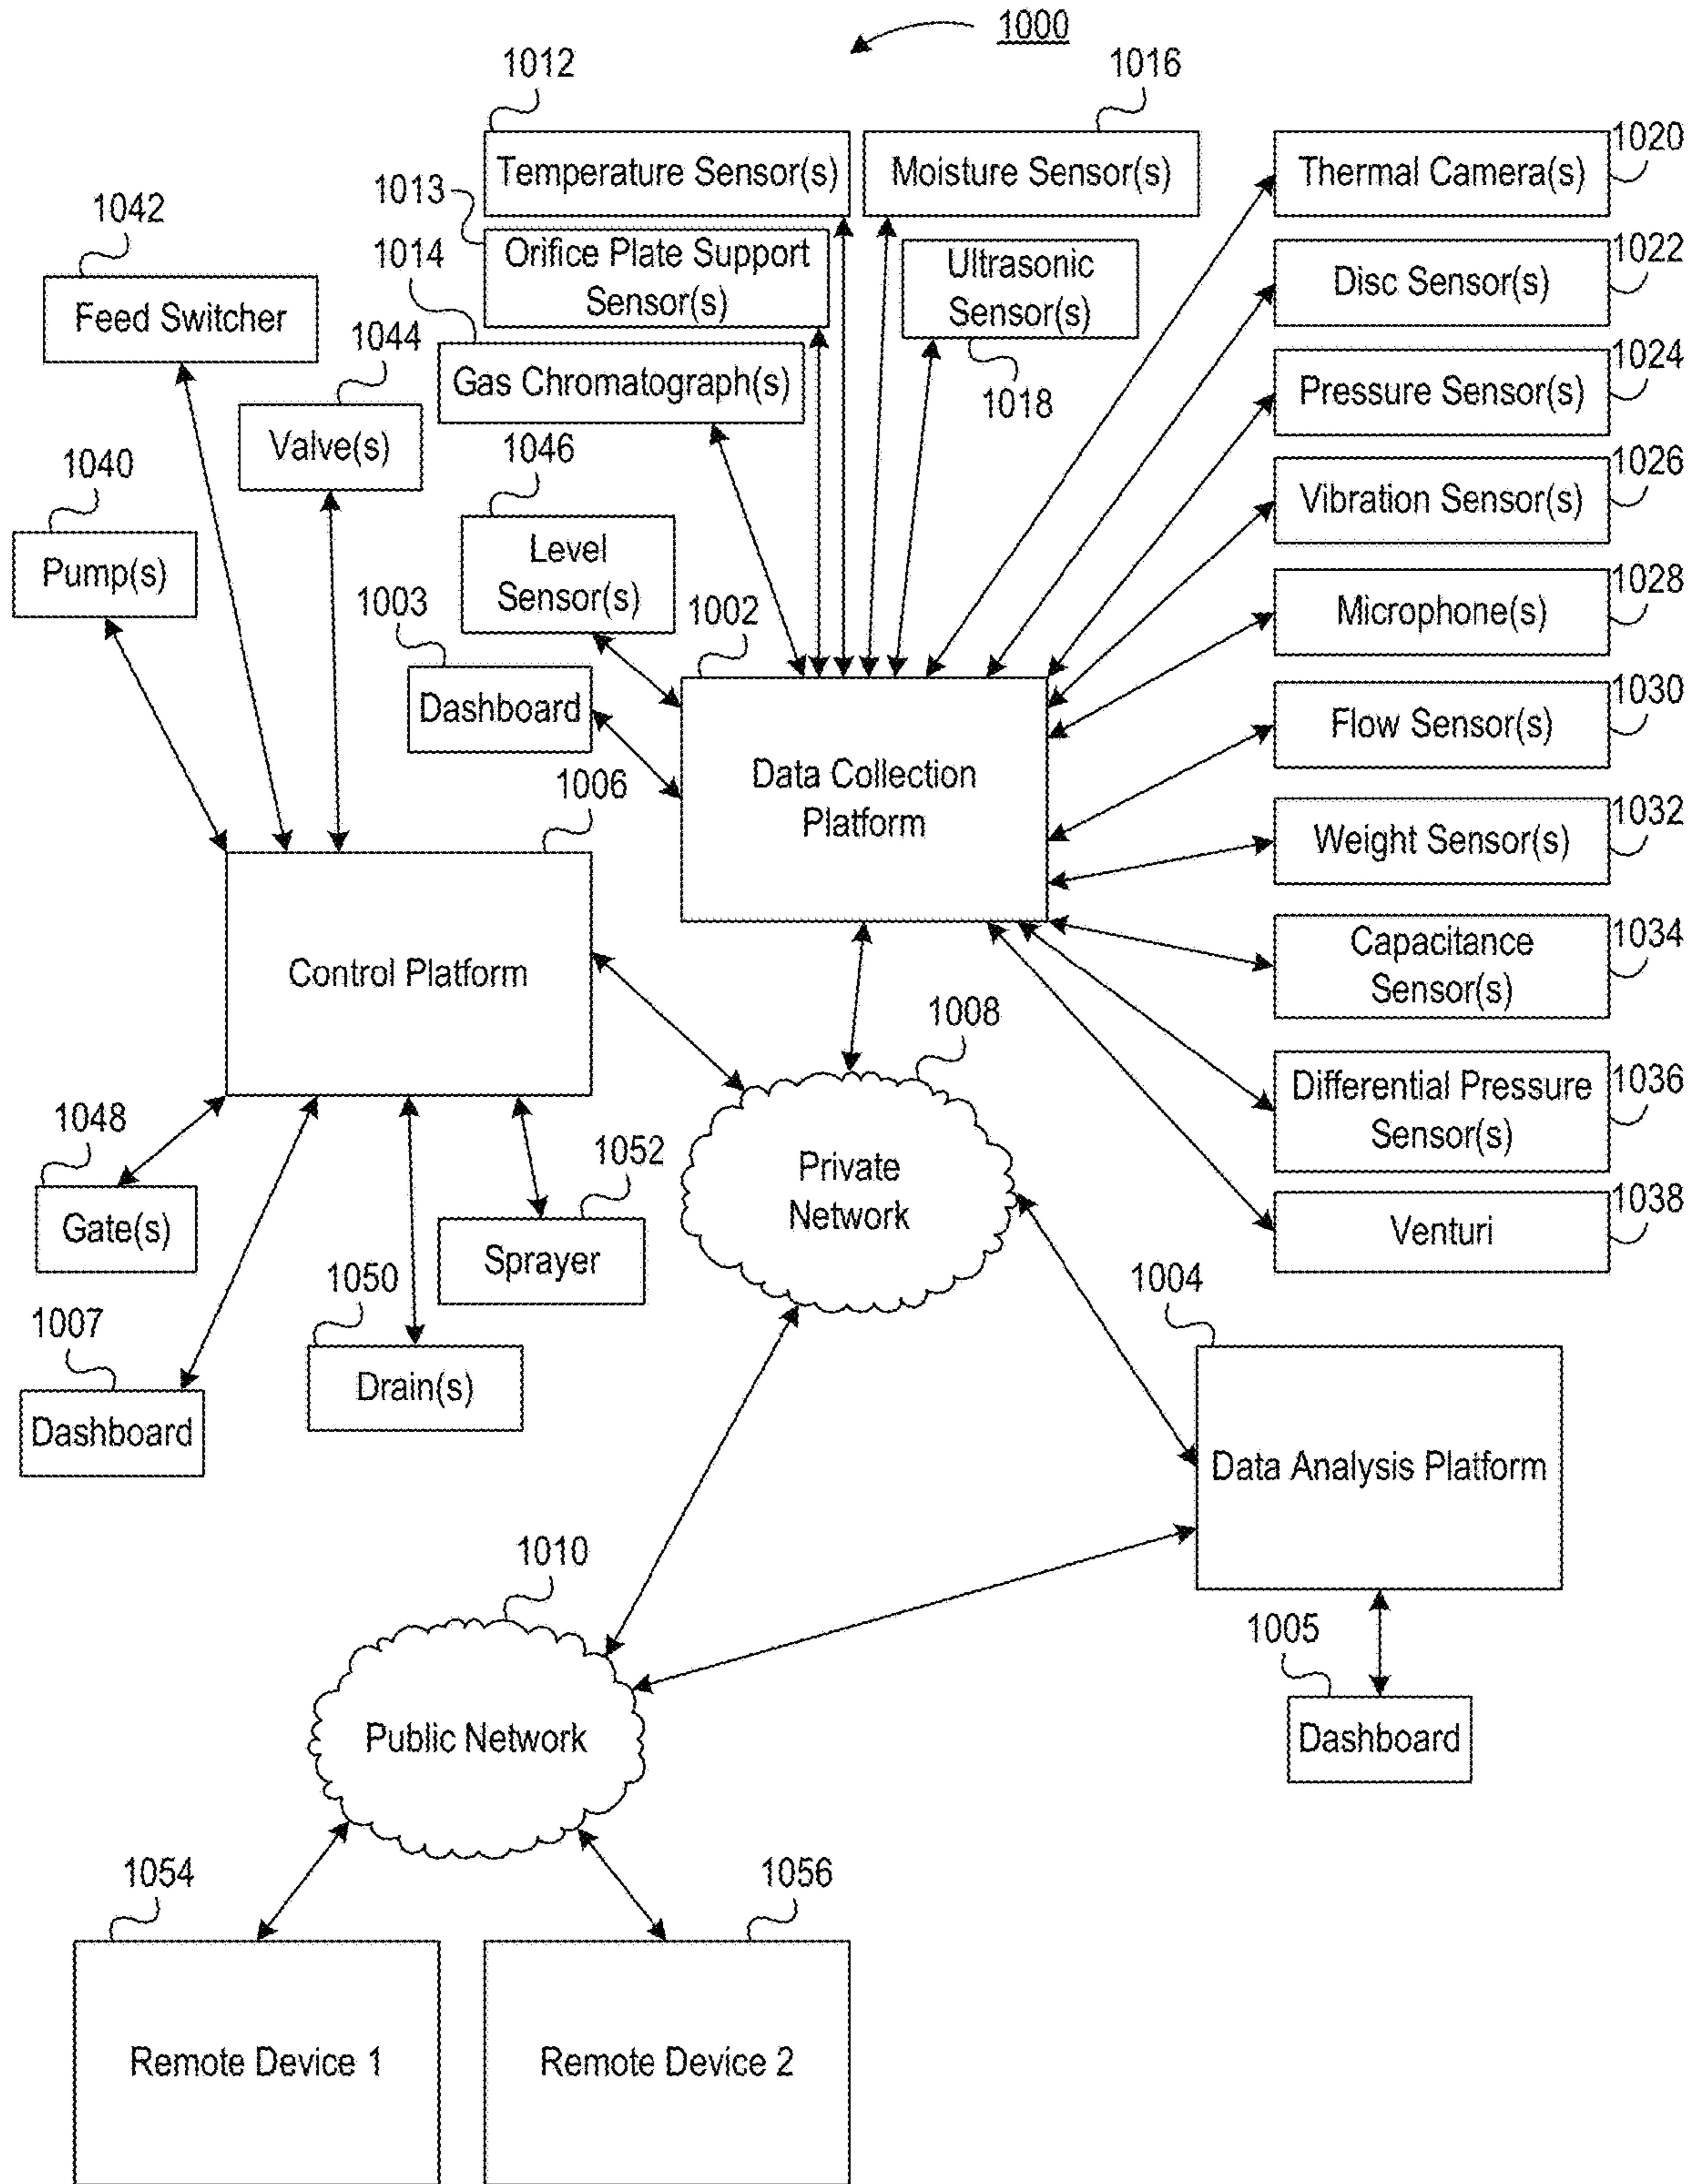 1000
1012
1016
Temperature Sensor(s)
Moisture Sensor(s)
Thermal Camera(s)
1020
1013
Orifice Plate Support
Sensor(s)
Ultrasonic
Sensor(s)
1018
Disc Sensor(s)
1022
1042
Feed Switcher
1014
Gas Chromatograph(s)
Pressure Sensor(s)
1024
1044
Valve(s)
1046
Level
Sensor(s)
Vibration Sensor(s)
1026
1040
Pump(s)
Microphone(s)
1028
1003
Dashboard
1002
Data Collection
Platform
Flow Sensor(s)
1030
1006
Control Platform
Weight Sensor(s)
1032
Capacitance
Sensor(s)
1034
1008
Private
Network
Differential Pressure
Sensor(s)
1036
1048
Gate(s)
1052
Sprayer
Venturi
1038
1050
Drain(s)
1007
Dashboard
1004
Data Analysis Platform
1010
Public Network
1005
Dashboard
1054
Remote Device 1
1056
Remote Device 2